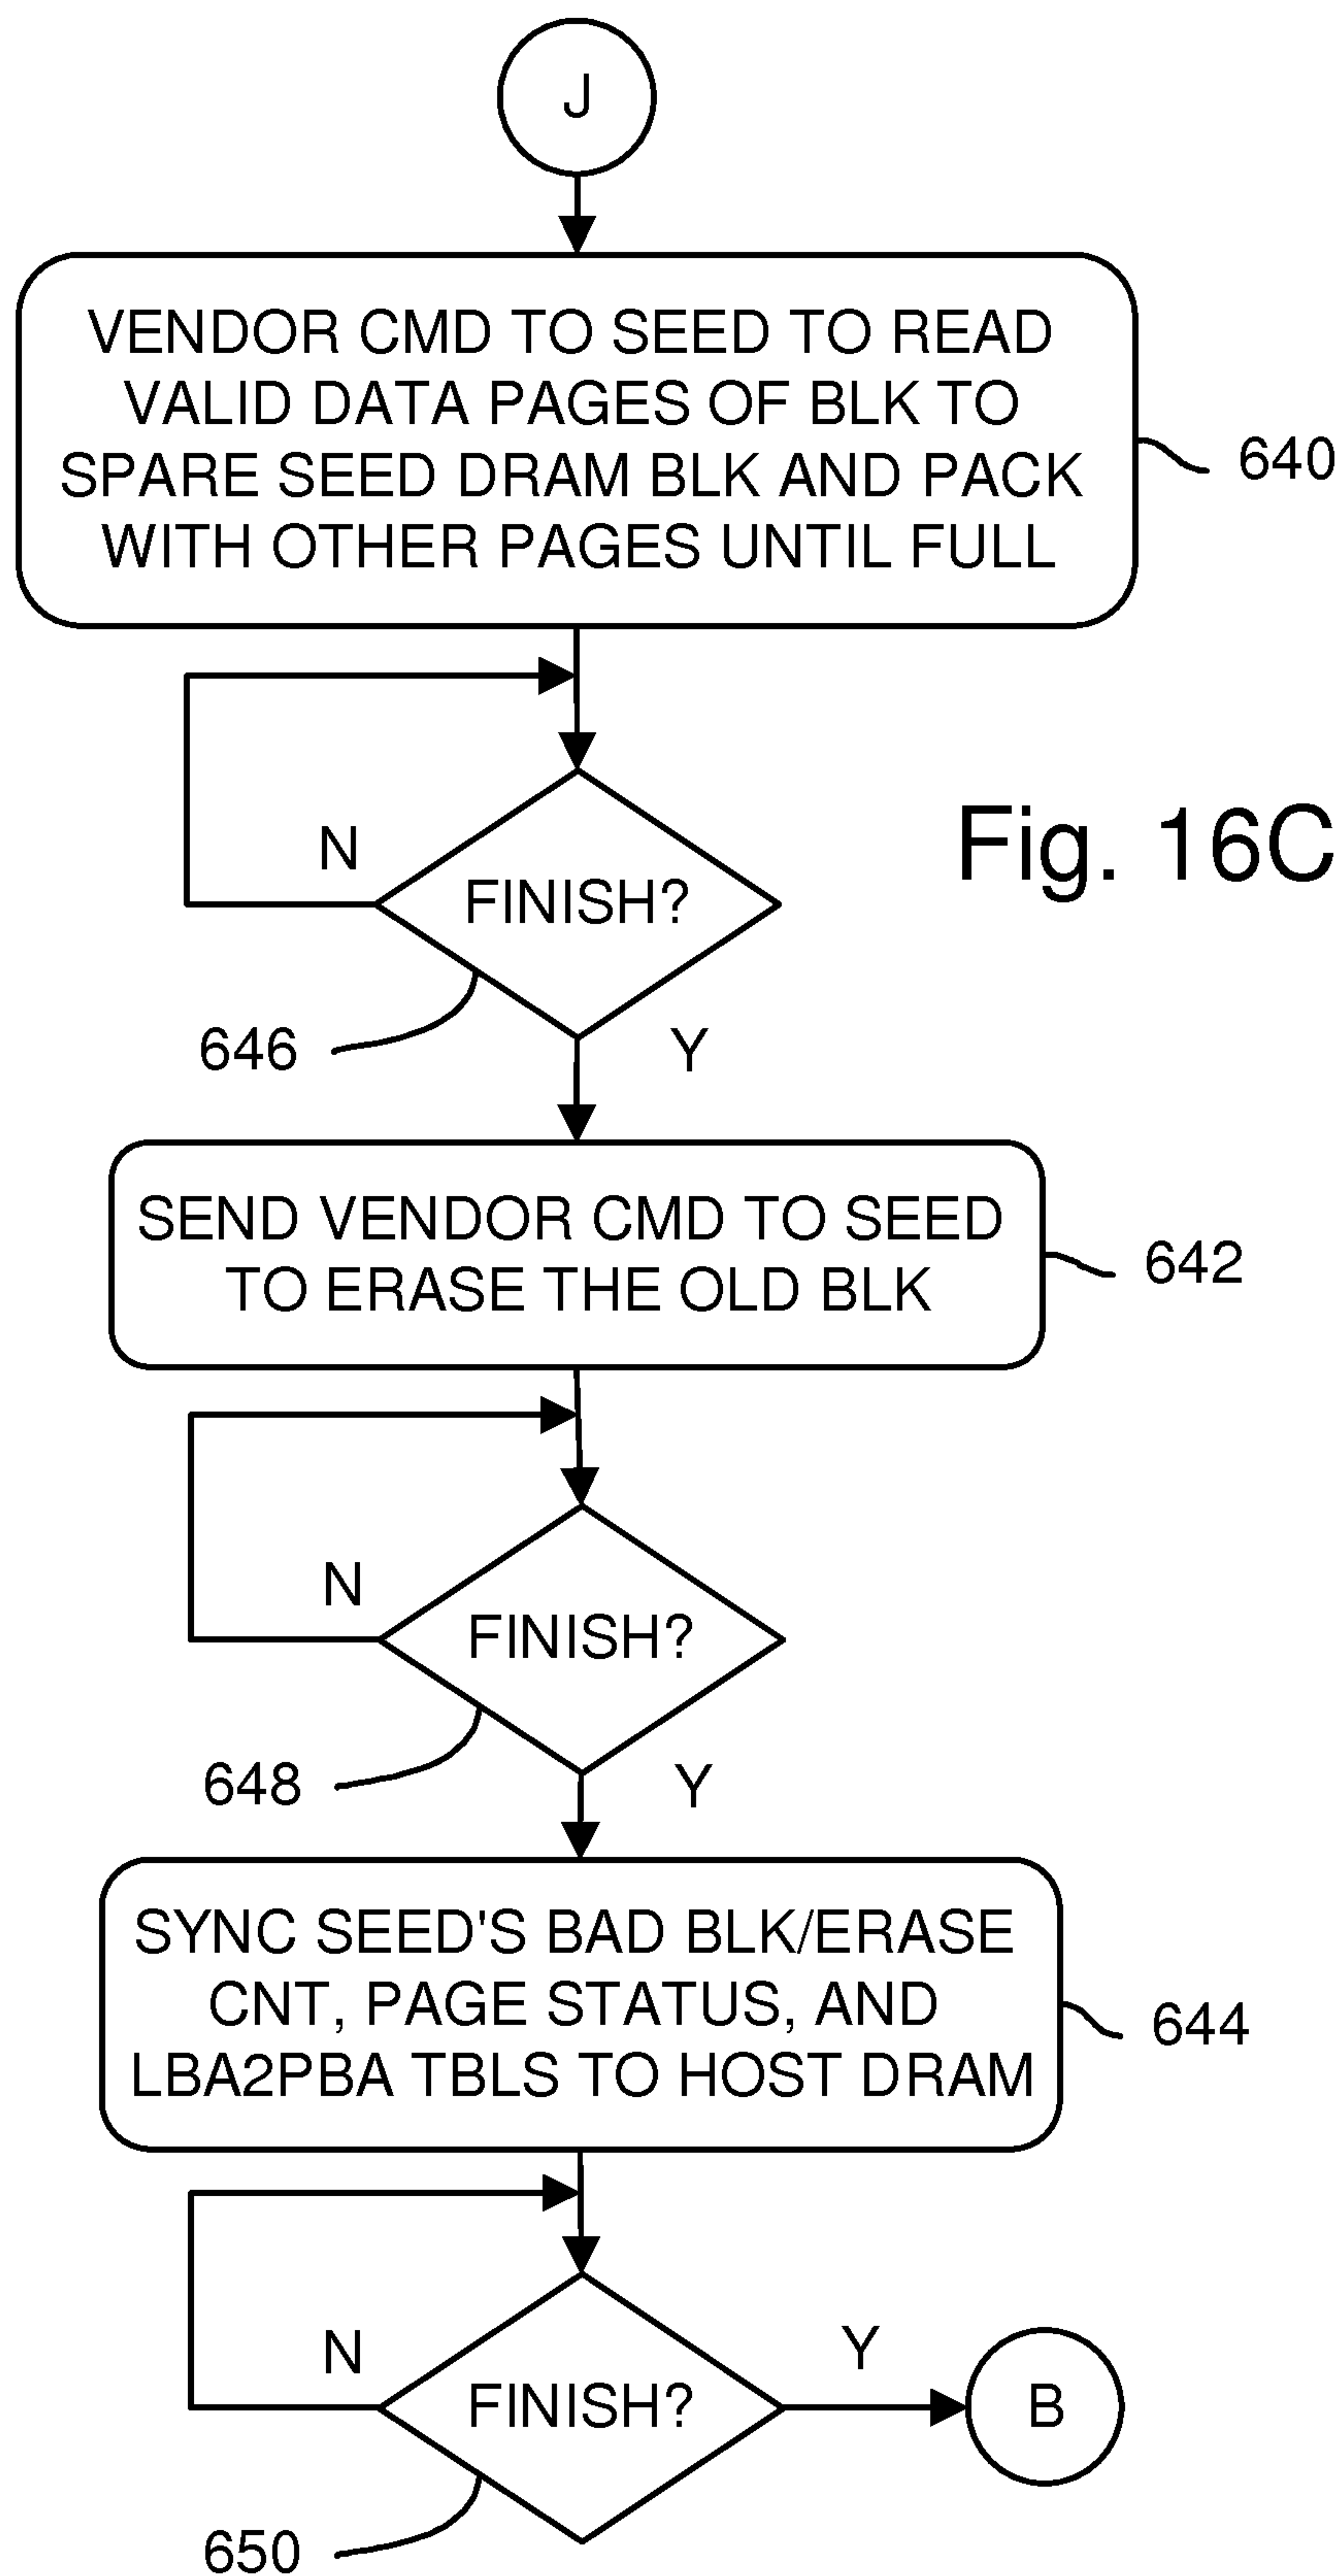 J
VENDOR CMD TO SEED TO READ
VALID DATA PAGES OF BLK TO
SPARE SEED DRAM BLK AND PACK
WITH OTHER PAGES UNTIL FULL
640
Fig. 16C
N
FINISH?
646
Y
SEND VENDOR CMD TO SEED
TO ERASE THE OLD BLK
642
N
FINISH?
648
Y
SYNC SEED'S BAD BLK/ERASE
CNT, PAGE STATUS, AND
LBA2PBA TBLS TO HOST DRAM
644
N
FINISH?
Y
B
650